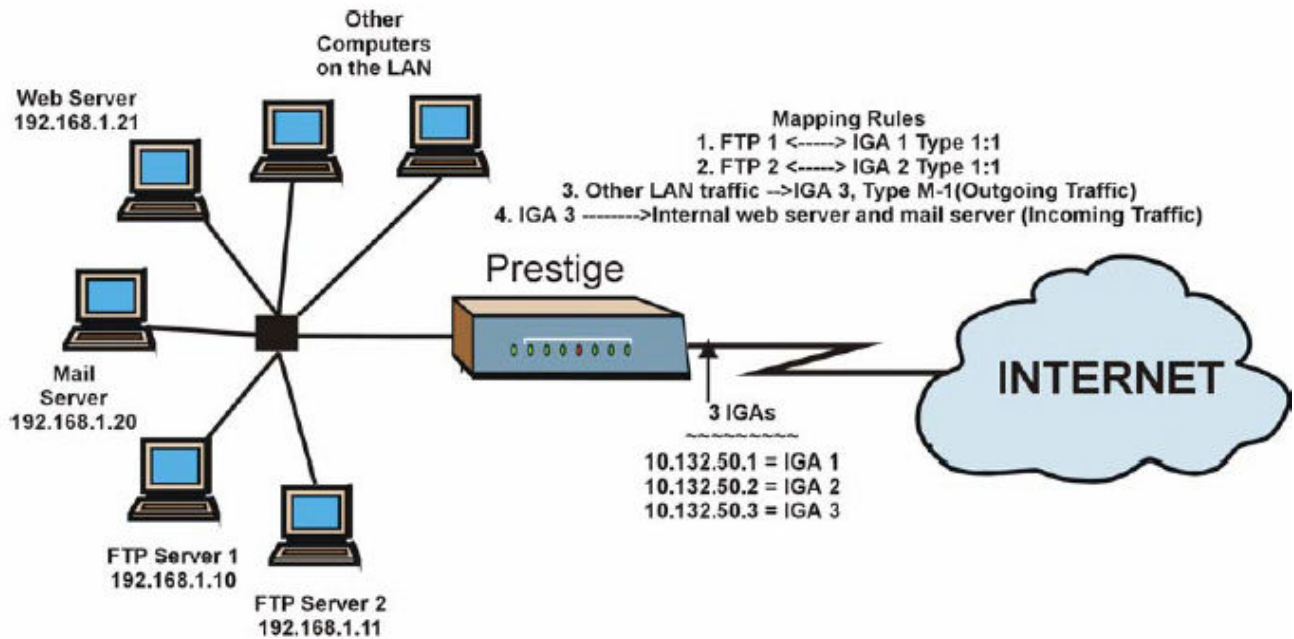 Other
Computers
on the LAN
Web Server
192.168.1.21
Mapping Rules
1. FTP 1 <-----> IGA 1 Type 1:1
2. FTP 2 <-----> IGA 2 Type 1:1
3. Other LAN traffic -->IGA 3, Type M-1(Outgoing Traffic)
4. IGA 3 -------->Internal web server and mail server (Incoming Traffic)
Prestige
INTERNET
Mail
Server
192.168.1.20
3 IGAs
~~~~~~~~~
10.132.50.1 = IGA 1
10.132.50.2 = IGA 2
10.132.50.3 = IGA 3
FTP Server 1
192.168.1.10
FTP Server 2
192.168.1.11